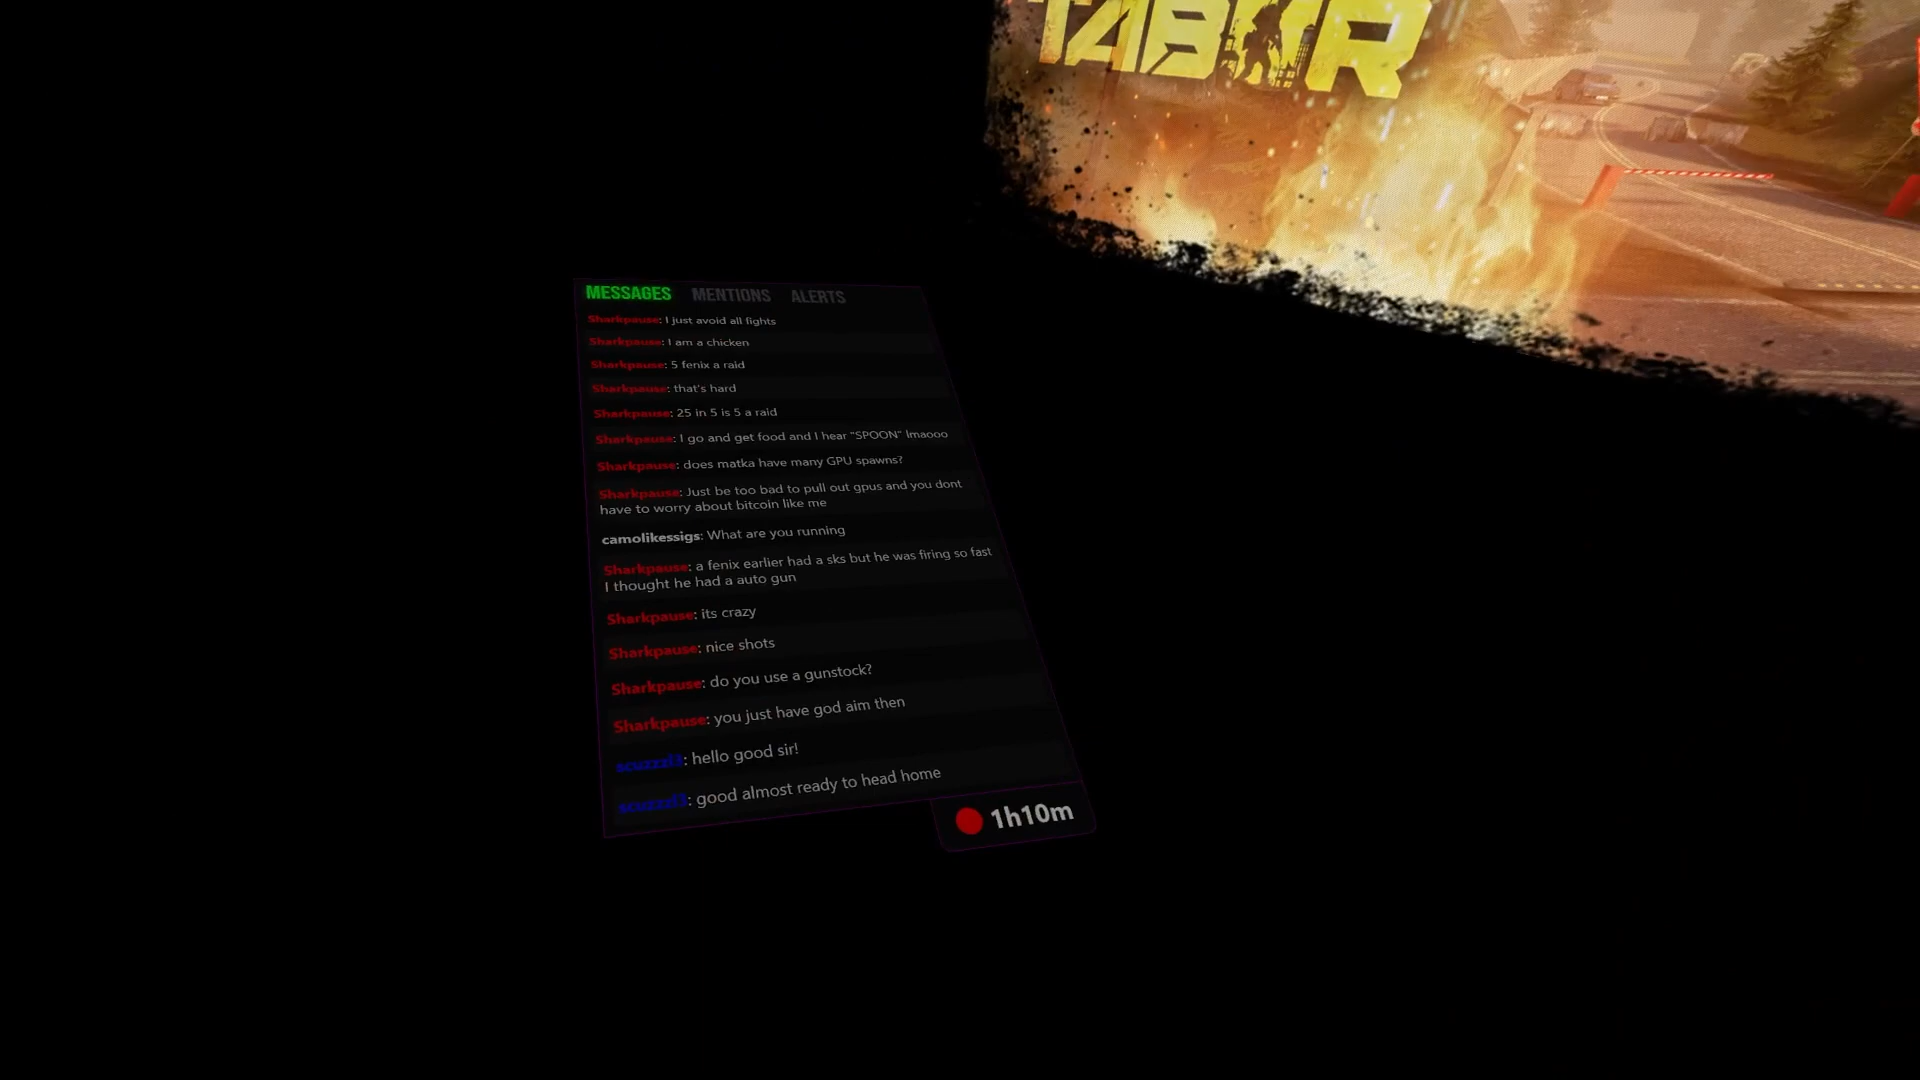 TABOR
MESSAGES MENTIONS ALERTS
Sharkpause: I just avoid all fights
Sharkpause: I am a chicken
Sharkpause: 5 fenix a raid
Sharkpause: that's hard
Sharkpause: 25 in 5 is 5 a raid
Sharkpause: I go and get food and I hear "SPOON" lmaooo
Sharkpause: does matka have many GPU spawns?
Sharkpause: Just be too bad to pull out gpus and you dont
have to worry about bitcoin like me
camolikessigs: What are you running
Sharkpause: a fenix earlier had a sks but he was firing so fast
I thought he had a auto gun
Sharkpause: its crazy
Sharkpause: nice shots
Sharkpause: do you use a gunstock?
Sharkpause: you just have god aim then
: hello good sir!
: good almost ready to head home
1h10m